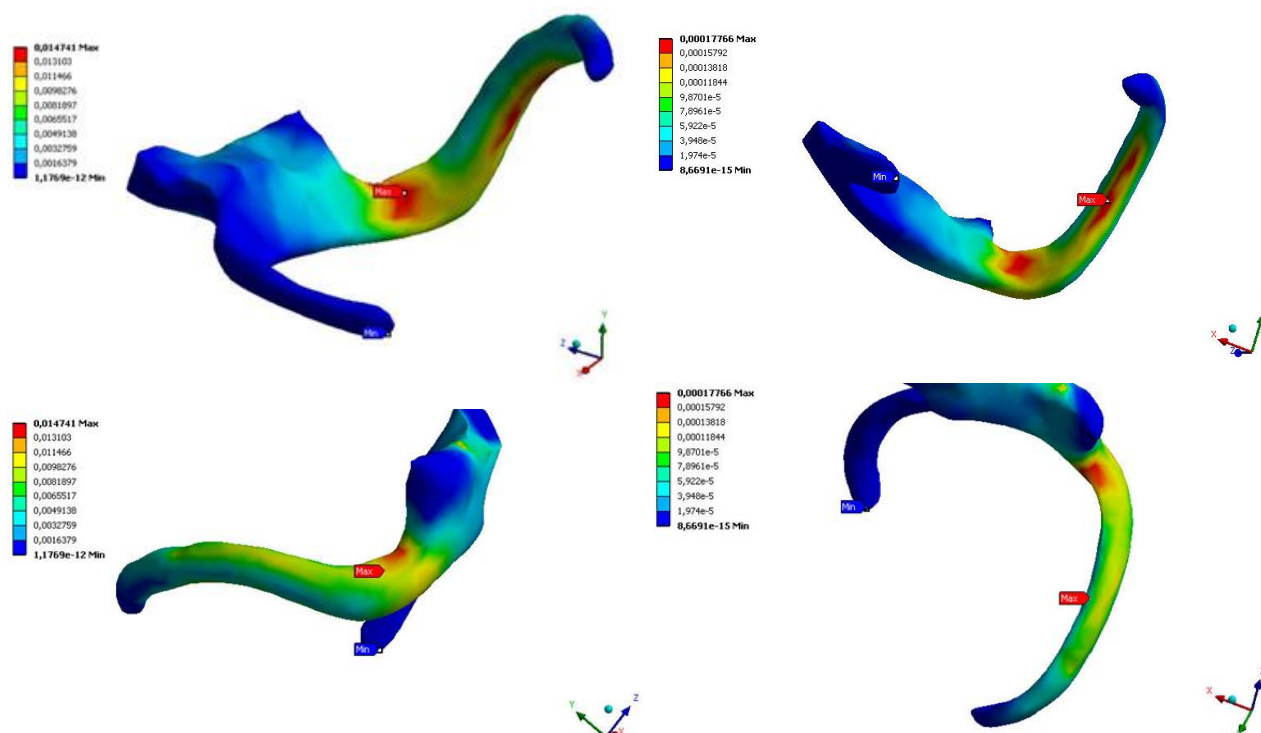 0,014741 Max
0,013103
0,011466
0,0098276
0,0081897
0,0065517
0,0049138
0,0032759
0,0016379
1,1769e-12 Min
Max
Min
Y
Z
X
0,00017766 Max
0,00015792
0,00013818
0,00011844
9,8701e-5
7,8961e-5
5,922e-5
3,948e-5
1,974e-5
8,6691e-15 Min
Min
Max
X
Z
0,014741 Max
0,013103
0,011466
0,0098276
0,0081897
0,0065517
0,0049138
0,0032759
0,0016379
1,1769e-12 Min
Max
Min
Y
Z
X
0,00017766 Max
0,00015792
0,00013818
0,00011844
9,8701e-5
7,8961e-5
5,922e-5
3,948e-5
1,974e-5
8,6691e-15 Min
Min
Max
X